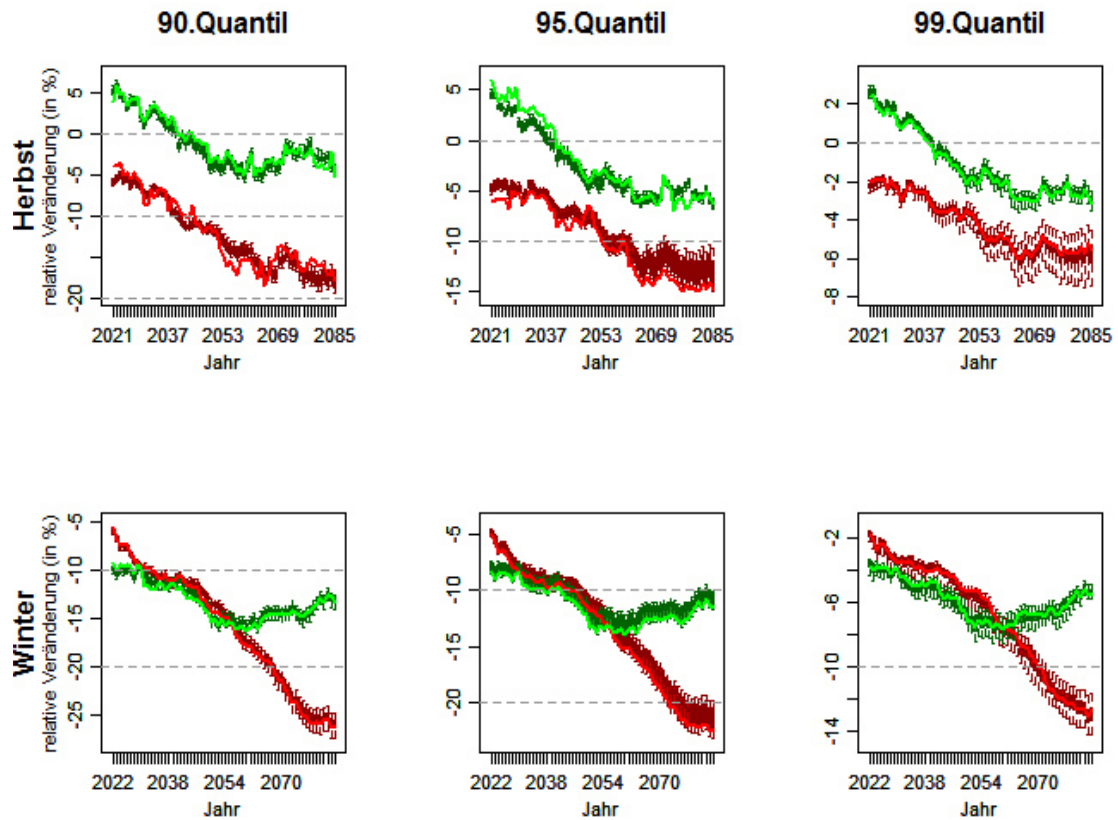 90.Quantil 95.Quantil 99.Quantil
Herbst
relative Veränderung (in %)
5
0
-5
-10
-20
5
0
-5
-10
-15
2
0
-2
-4
-6
-8
2021 2037 2053 2069 2085
Jahr
2021 2037 2053 2069 2085
Jahr
2021 2037 2053 2069 2085
Jahr
Winter
relative Veränderung (in %)
-5
-10
-15
-20
-25
-5
-10
-15
-20
-2
-6
-10
-14
2022 2038 2054 2070
Jahr
2022 2038 2054 2070
Jahr
2022 2038 2054 2070
Jahr